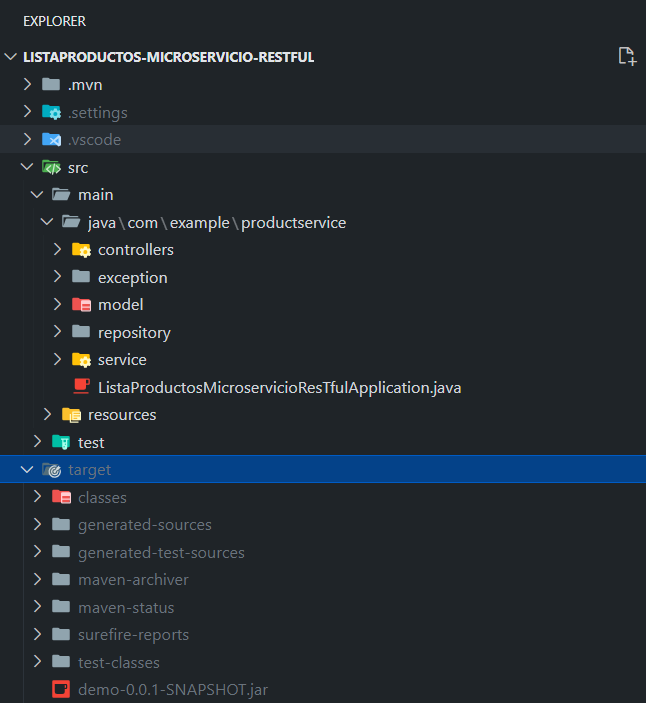 EXPLORER
LISTAPRODUCTOS-MICROSERVICIO-RESTFUL
.mvn
.settings
.vscode
src
main
java\com\example\productservice
controllers
exception
model
repository
service
ListaProductosMicroservicioResTfulApplication.java
resources
test
target
classes
generated-sources
generated-test-sources
maven-archiver
maven-status
surefire-reports
test-classes
demo-0.0.1-SNAPSHOT.jar